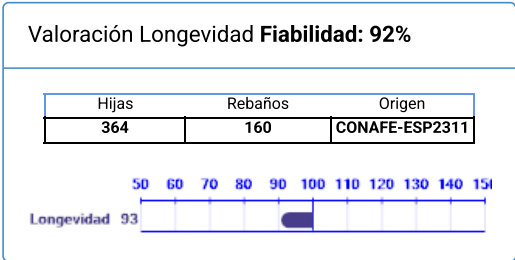 Valoración Longevidad Fiabilidad: 92%
Hijas Rebaños Origen
364 160 CONAFE-ESP2311
50 60 70 80 90 100 110 120 130 140 15
Longevidad 93